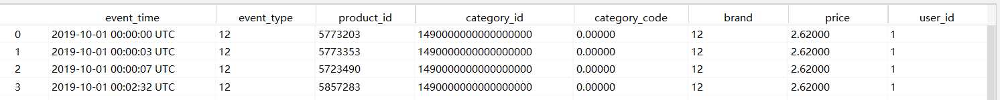 event_time event_type product_id category_id category_code brand price user_id
0 2019-10-01 00:00:00 UTC 12 5773203 1490000000000000000 0.00000 12 2.62000 1
1 2019-10-01 00:00:03 UTC 12 5773353 1490000000000000000 0.00000 12 2.62000 1
2 2019-10-01 00:00:07 UTC 12 5723490 1490000000000000000 0.00000 12 2.62000 1
3 2019-10-01 00:02:32 UTC 12 5857283 1490000000000000000 0.00000 12 2.62000 1